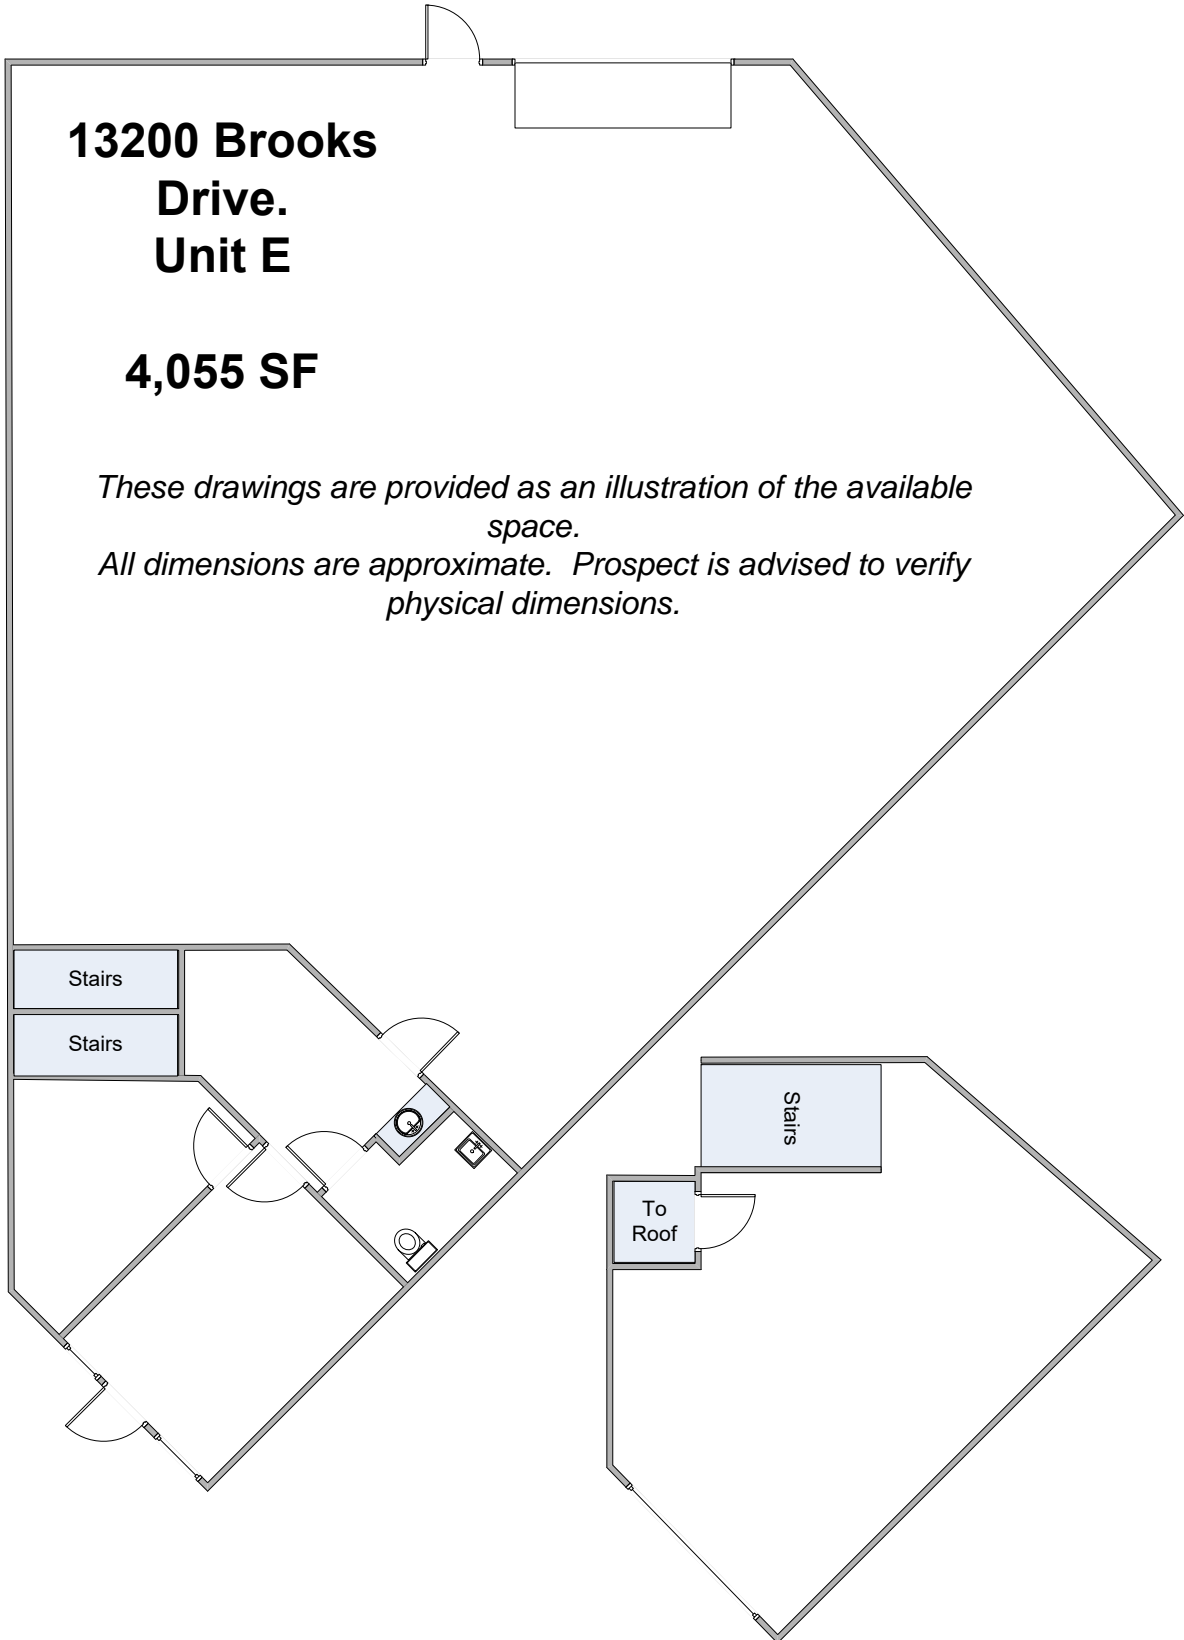 13200 Brooks
Drive.
Unit E
4,055 SF
These drawings are provided as an illustration of the available
space.
All dimensions are approximate.  Prospect is advised to verify
physical dimensions.
Stairs
Stairs
Stairs
To
Roof